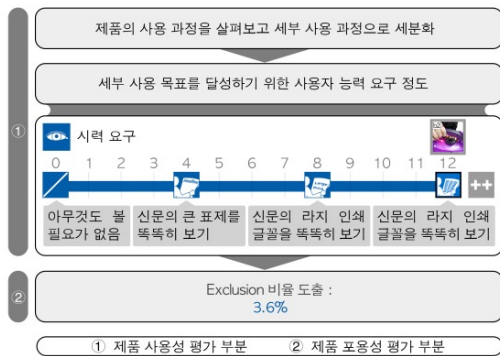 제품의 사용 과정을 살펴보고 세부 사용 과정으로 세분화
세부 사용 목표를 달성하기 위한 사용자 능력 요구 정도
①
시력 요구
0 1 2 3 4 5 6 7 8 9 10 11 12
++
아무것도 볼 신문의 큰 표제를 신문의 라지 인쇄 신문의 라지 인쇄
필요가 없음 똑똑히 보기 글꼴을 똑똑히 보기 글꼴을 똑똑히 보기
②
Exclusion 비율 도출 :
3.6%
① 제품 사용성 평가 부분 ② 제품 포용성 평가 부분